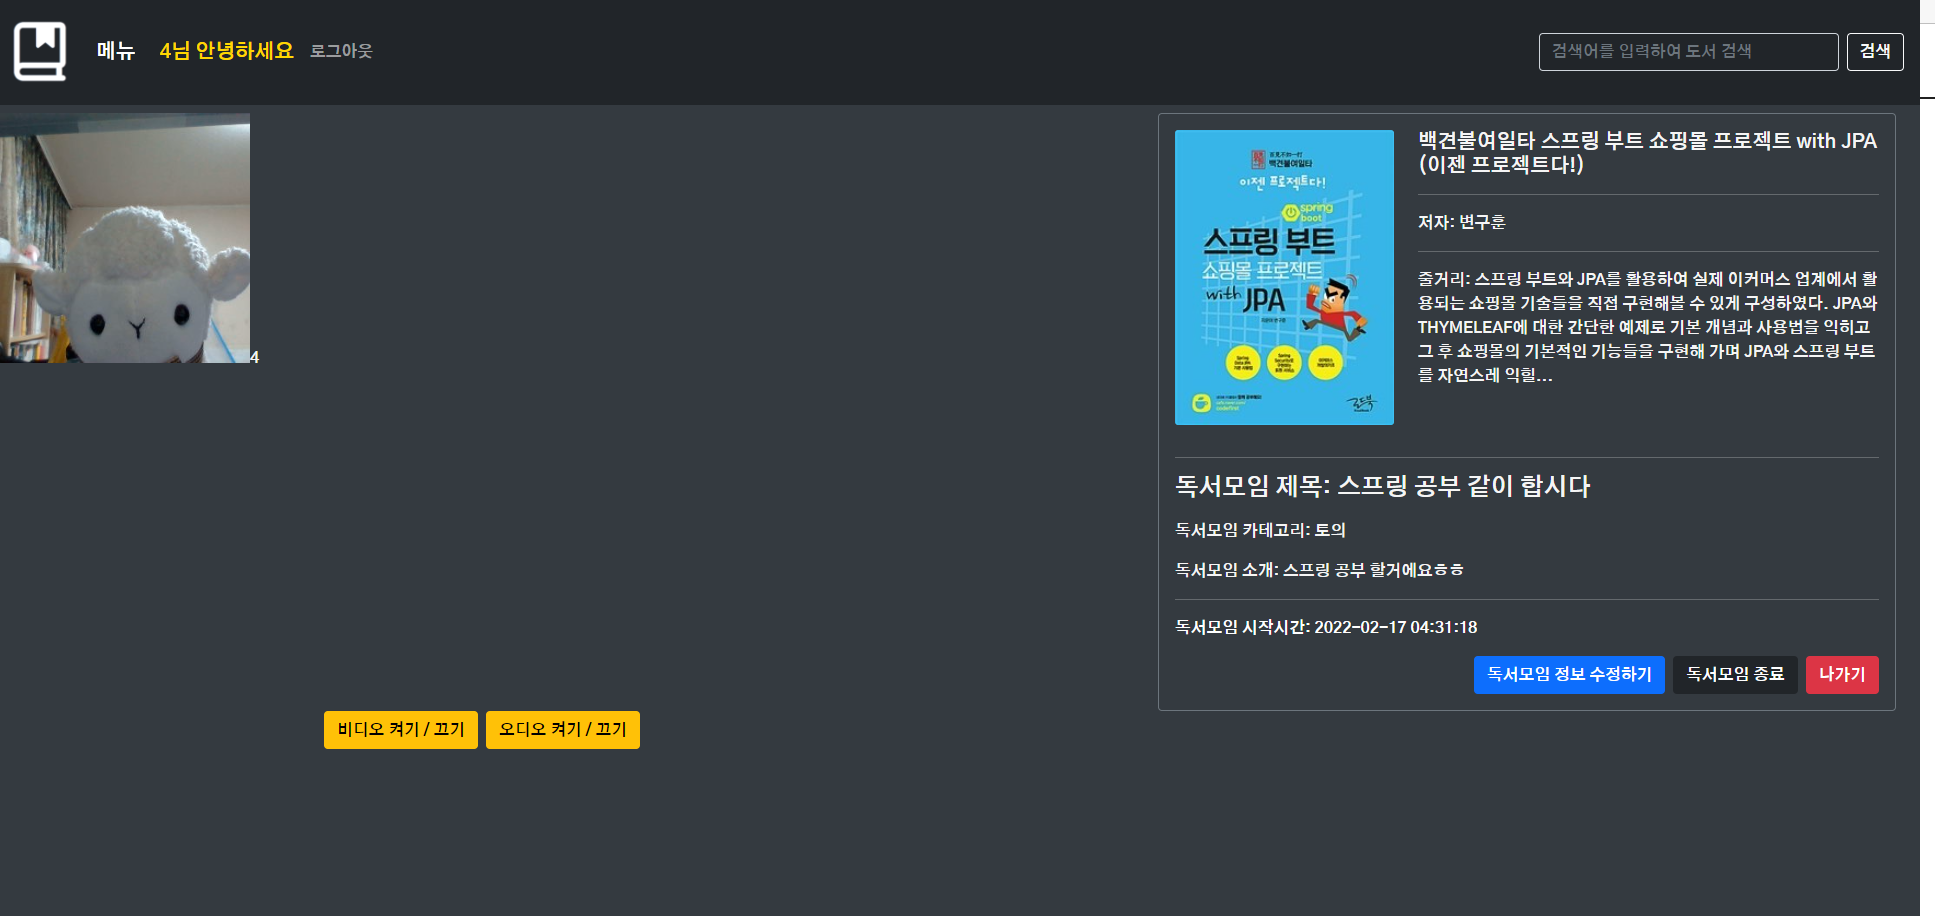 메뉴 4님 안녕하세요 로그아웃
검색어를 입력하여 도서 검색 검색
4
百見不如一打
백견불여일타
이젠 프로젝트다!
spring
boot
스프링 부트
쇼핑몰 프로젝트
with JPA
로드북
백견불여일타 스프링 부트 쇼핑몰 프로젝트 with JPA
(이젠 프로젝트다!)
저자: 변구훈
줄거리: 스프링 부트와 JPA를 활용하여 실제 이커머스 업계에서 활
용되는 쇼핑몰 기술들을 직접 구현해볼 수 있게 구성하였다. JPA와
THYMELEAF에 대한 간단한 예제로 기본 개념과 사용법을 익히고
그 후 쇼핑몰의 기본적인 기능들을 구현해 가며 JPA와 스프링 부트
를 자연스레 익힐...
독서모임 제목: 스프링 공부 같이 합시다
독서모임 카테고리: 토의
독서모임 소개: 스프링 공부 할거에요ㅎㅎ
독서모임 시작시간: 2022-02-17 04:31:18
독서모임 정보 수정하기 독서모임 종료 나가기
비디오 켜기 / 끄기 오디오 켜기 / 끄기